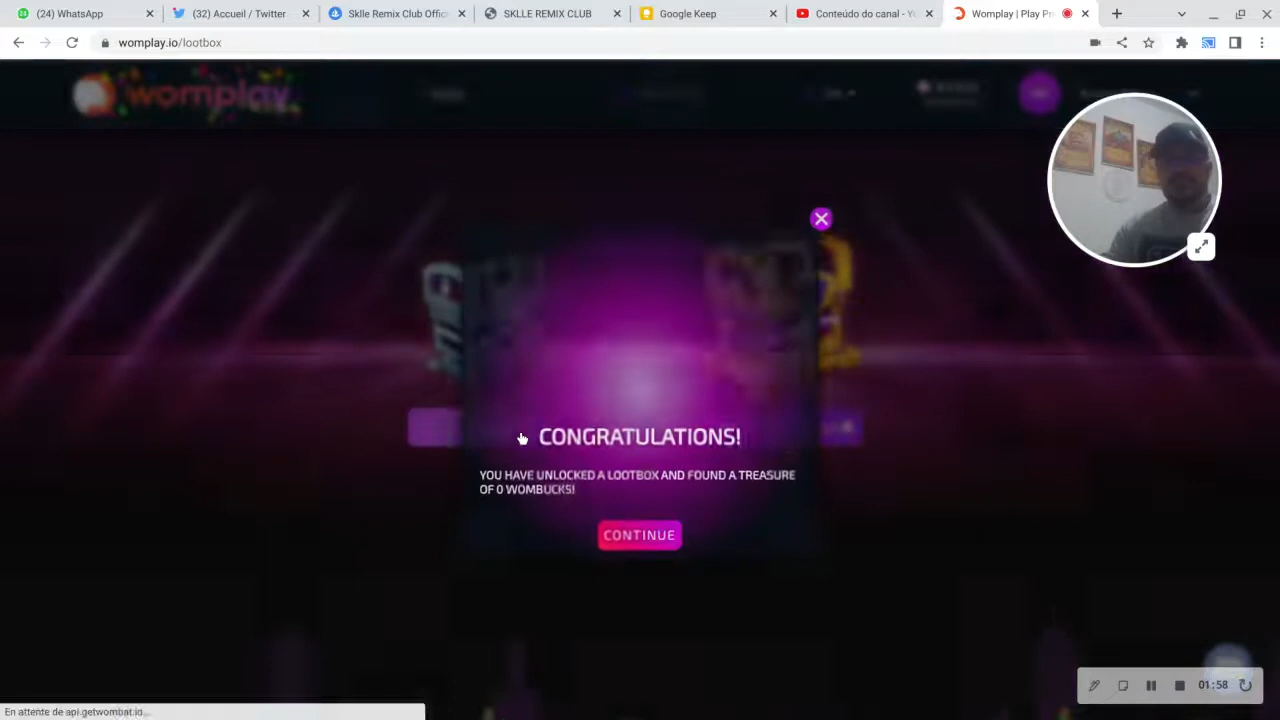 (24) WhatsApp
(32) Accueil / Twitter
Sklle Remix Club Offic
SKLLE REMIX CLUB
Google Keep
Conteúdo do canal - Yo
Womplay | Play Pr
womplay.io/lootbox
womplay
CONGRATULATIONS!
YOU HAVE UNLOCKED A LOOTBOX AND FOUND A TREASURE
OF 0 WOMBUCKS!
CONTINUE
01:58
En attente de api.getwombat.io...